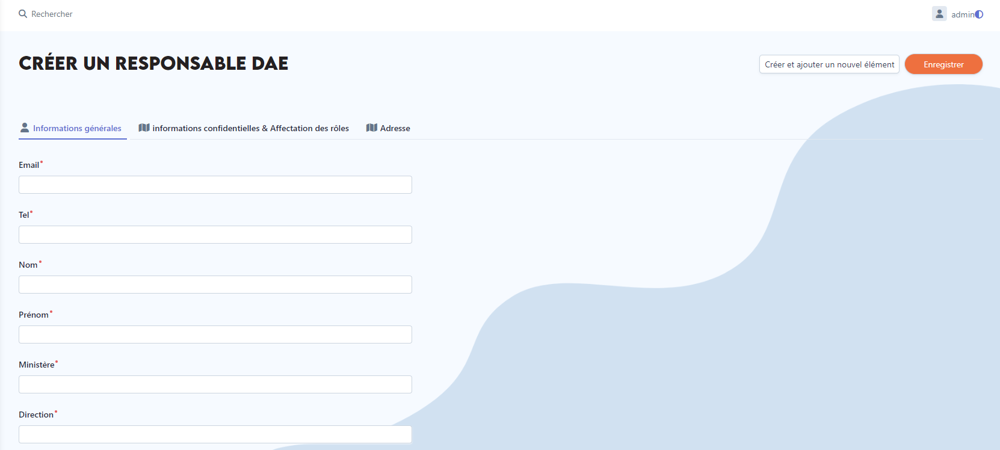 Rechercher
admin
CRÉER UN RESPONSABLE DAE
Créer et ajouter un nouvel élément
Enregistrer
Informations générales
informations confidentielles & Affectation des rôles
Adresse
Email*
Tel*
Nom*
Prénom*
Ministère*
Direction*